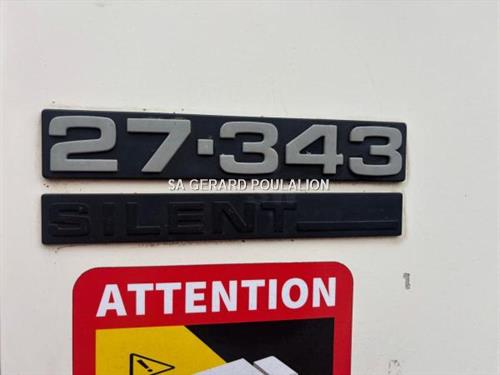 27·343
SA GERARD POULALION
SILENT
ATTENTION